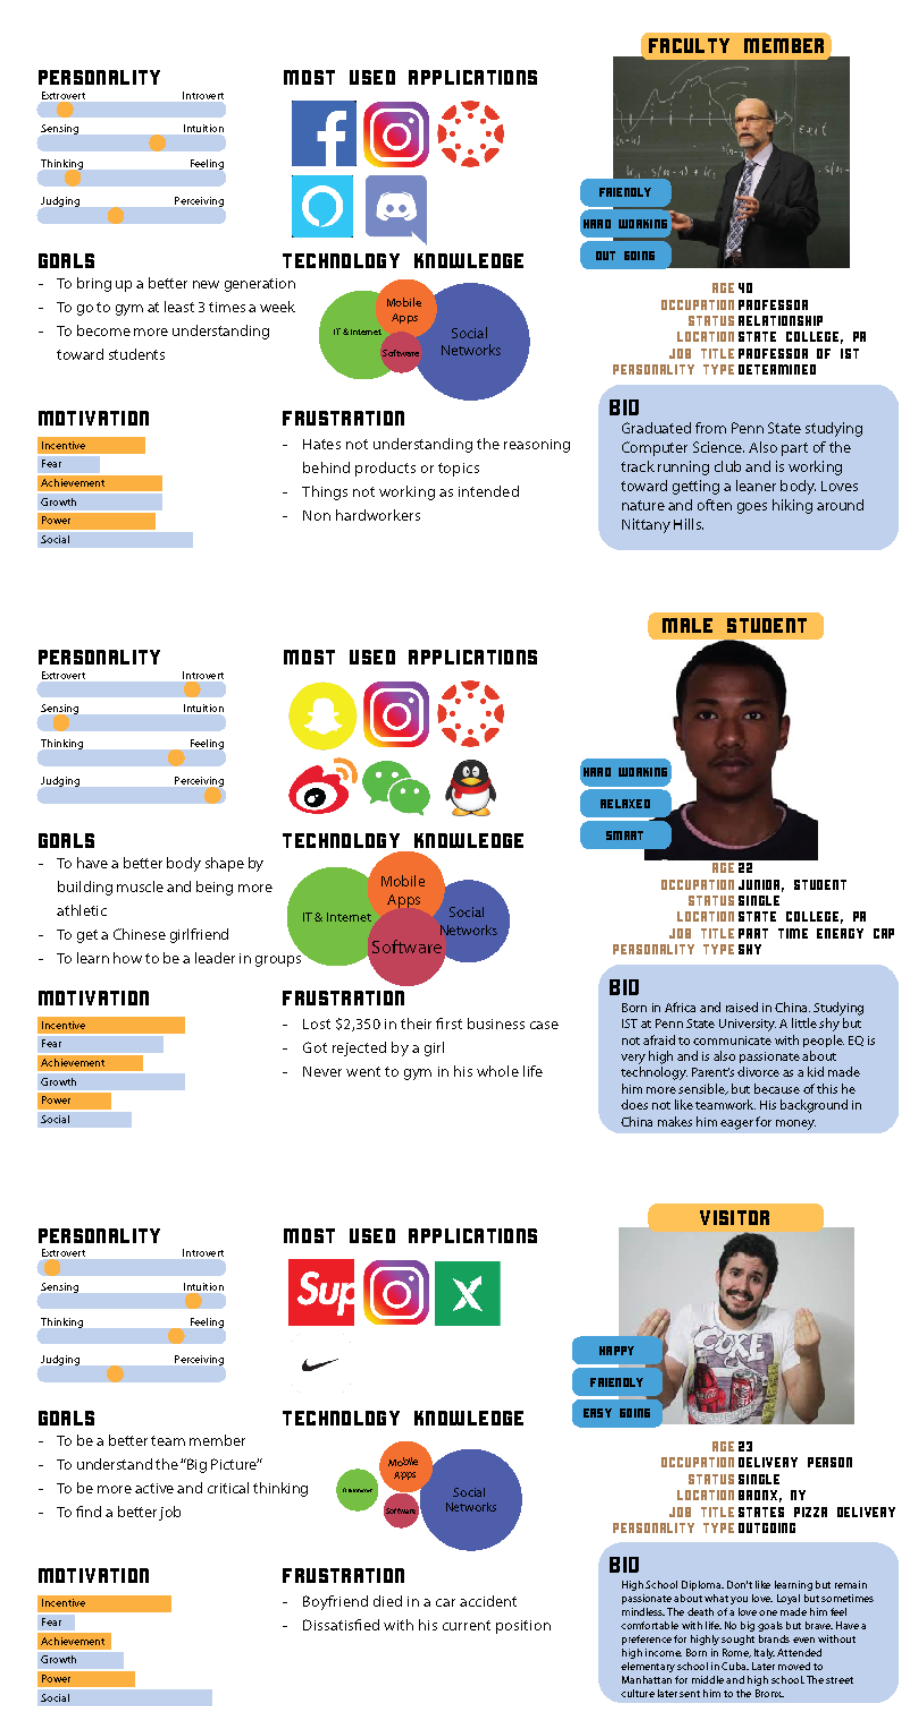 FACULTY MEMBER
PERSONALITY
Extrovert Introvert
Sensing Intuition
Thinking Feeling
Judging Perceiving
MOST USED APPLICATIONS
FRIENDLY
HARD WORKING
OUT GOING
GOALS
- To bring up a better new generation
- To go to gym at least 3 times a week
- To become more understanding
toward students
TECHNOLOGY KNOWLEDGE
IT & Internet
Mobile
Apps
Software
Social
Networks
AGE 40
OCCUPATION PROFESSOR
STATUS RELATIONSHIP
LOCATION STATE COLLEGE, PA
JOB TITLE PROFESSOR OF IST
PERSONALITY TYPE DETERMINED
MOTIVATION
Incentive
Fear
Achievement
Growth
Power
Social
FRUSTRATION
- Hates not understanding the reasoning
behind products or topics
- Things not working as intended
- Non hardworkers
BIO
Graduated from Penn State studying
Computer Science. Also part of the
track running club and is working
toward getting a leaner body. Loves
nature and often goes hiking around
Nittany Hills.
MALE STUDENT
PERSONALITY
Extrovert Introvert
Sensing Intuition
Thinking Feeling
Judging Perceiving
MOST USED APPLICATIONS
HARD WORKING
RELAXED
SMART
GOALS
- To have a better body shape by
building muscle and being more
athletic
- To get a Chinese girlfriend
- To learn how to be a leader in groups
TECHNOLOGY KNOWLEDGE
IT & Internet
Mobile
Apps
Software
Social
Networks
AGE 22
OCCUPATION JUNIOR, STUDENT
STATUS SINGLE
LOCATION STATE COLLEGE, PA
JOB TITLE PART TIME ENERGY CAP
PERSONALITY TYPE SHY
MOTIVATION
Incentive
Fear
Achievement
Growth
Power
Social
FRUSTRATION
- Lost $2,350 in their first business case
- Got rejected by a girl
- Never went to gym in his whole life
BIO
Born in Africa and raised in China. Studying
IST at Penn State University. A little shy but
not afraid to communicate with people. EQ is
very high and is also passionate about
technology. Parent's divorce as a kid made
him more sensible, but because of this he
does not like teamwork. His background in
China makes him eager for money.
VISITOR
PERSONALITY
Extrovert Introvert
Sensing Intuition
Thinking Feeling
Judging Perceiving
MOST USED APPLICATIONS
Sup
COKE
HAPPY
FRIENDLY
EASY GOING
GOALS
- To be a better team member
- To understand the "Big Picture"
- To be more active and critical thinking
- To find a better job
TECHNOLOGY KNOWLEDGE
Mobile
Apps
Software
Social
Networks
AGE 23
OCCUPATION DELIVERY PERSON
STATUS SINGLE
LOCATION BRONX, NY
JOB TITLE STATES PIZZA DELIVERY
PERSONALITY TYPE OUTGOING
MOTIVATION
Incentive
Fear
Achievement
Growth
Power
Social
FRUSTRATION
- Boyfriend died in a car accident
- Dissatisfied with his current position
BIO
High School Diploma. Don't like learning but remain
passionate about what you love. Loyal but sometimes
mindless. The death of a love one made him feel
comfortable with life. No big goals but brave. Have a
preference for highly sought brands even without
high income. Born in Rome, Italy. Attended
elementary school in Cuba. Later moved to
Manhattan for middle and high school. The street
culture later sent him to the Bronx.